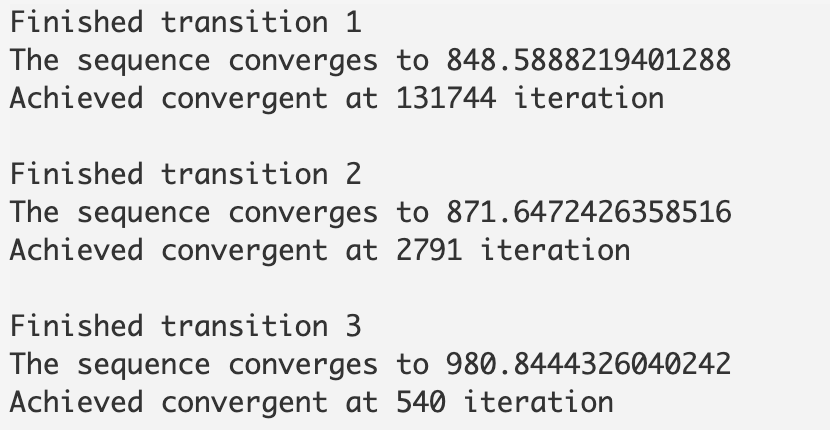 Finished transition 1
The sequence converges to 848.5888219401288
Achieved convergent at 131744 iteration
Finished transition 2
The sequence converges to 871.6472426358516
Achieved convergent at 2791 iteration
Finished transition 3
The sequence converges to 980.8444326040242
Achieved convergent at 540 iteration